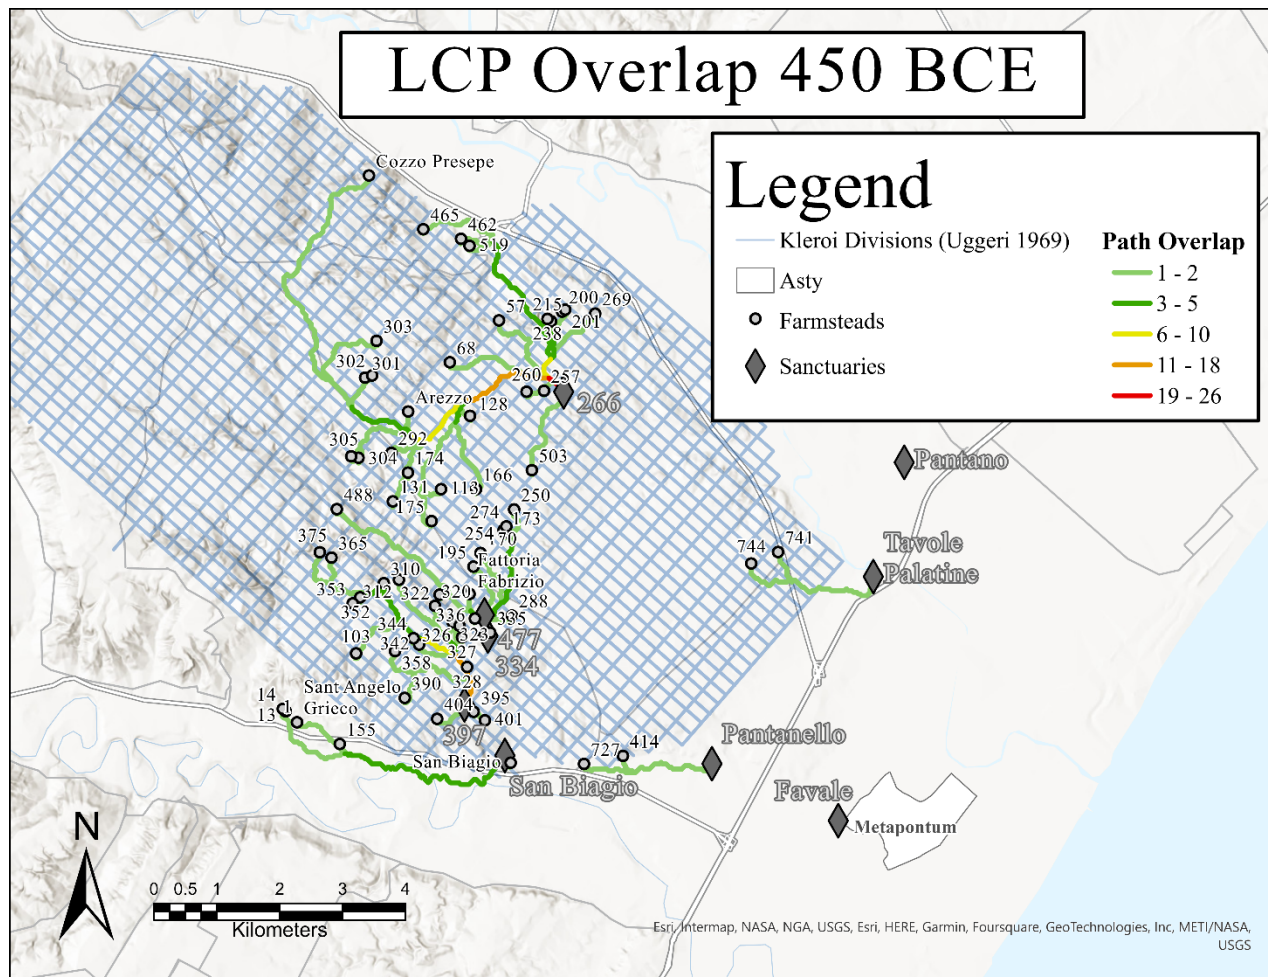 LCP Overlap 450 BCE
Legend
Kleroi Divisions (Uggeri 1969)
Asty
Farmsteads
Sanctuaries
Path Overlap
1 - 2
3 - 5
6 - 10
11 - 18
19 - 26
Cozzo Presepe
465
462
519
57
215
200
269
238
201
303
68
302
301
260
257
266
Arezzo
128
292
305
304
174
503
Pantano
131
113
166
488
175
250
274
173
254
70
375
365
195
Fattoria
Fabrizio
744
741
Tavole
Palatine
310
353
312
322
320
352
288
336
335
344
326
323
477
103
342
327
334
358
328
Sant Angelo
Grieco
390
14
1
13
404
395
401
397
155
San Biagio
San Biagio
727
414
Pantanello
Favale
Metapontum
N
0 0.5 1 2 3 4
Kilometers
Esri, Intermap, NASA, NGA, USGS, Esri, HERE, Garmin, Foursquare, GeoTechnologies, Inc, METI/NASA,
USGS